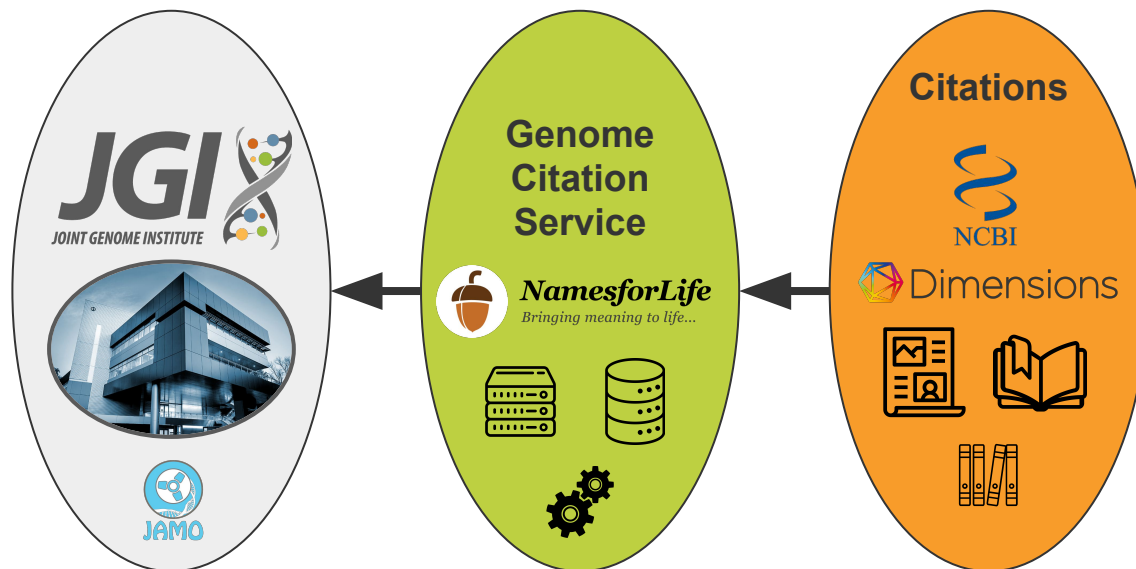 JGI
JOINT GENOME INSTITUTE
JAMO
Genome
Citation
Service
NamesforLife
Bringing meaning to life...
Citations
NCBI
Dimensions